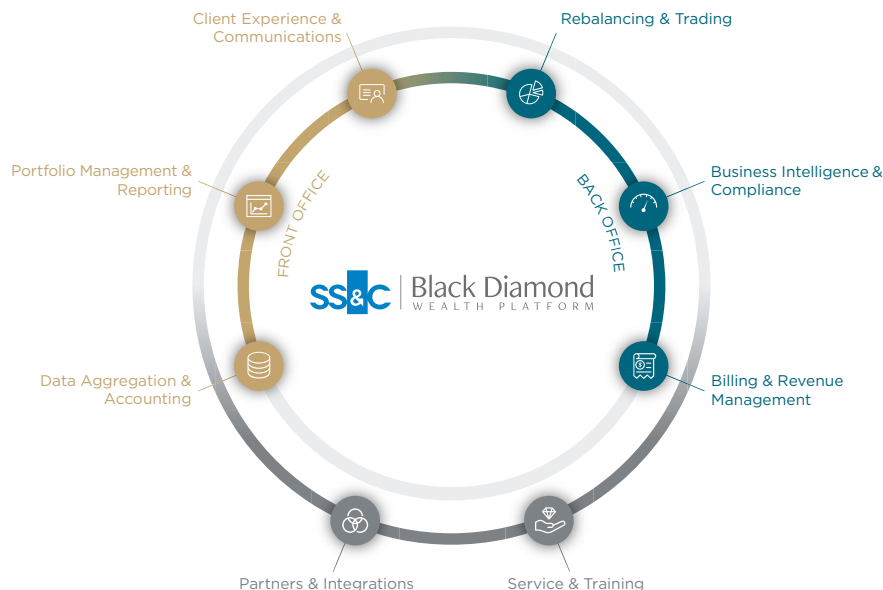 Client Experience &
Communications
Rebalancing & Trading
Portfolio Management &
Reporting
Business Intelligence &
Compliance
FRONT OFFICE
BACK OFFICE
SS&C
Black Diamond
WEALTH PLATFORM
Data Aggregation &
Accounting
Billing & Revenue
Management
Partners & Integrations
Service & Training